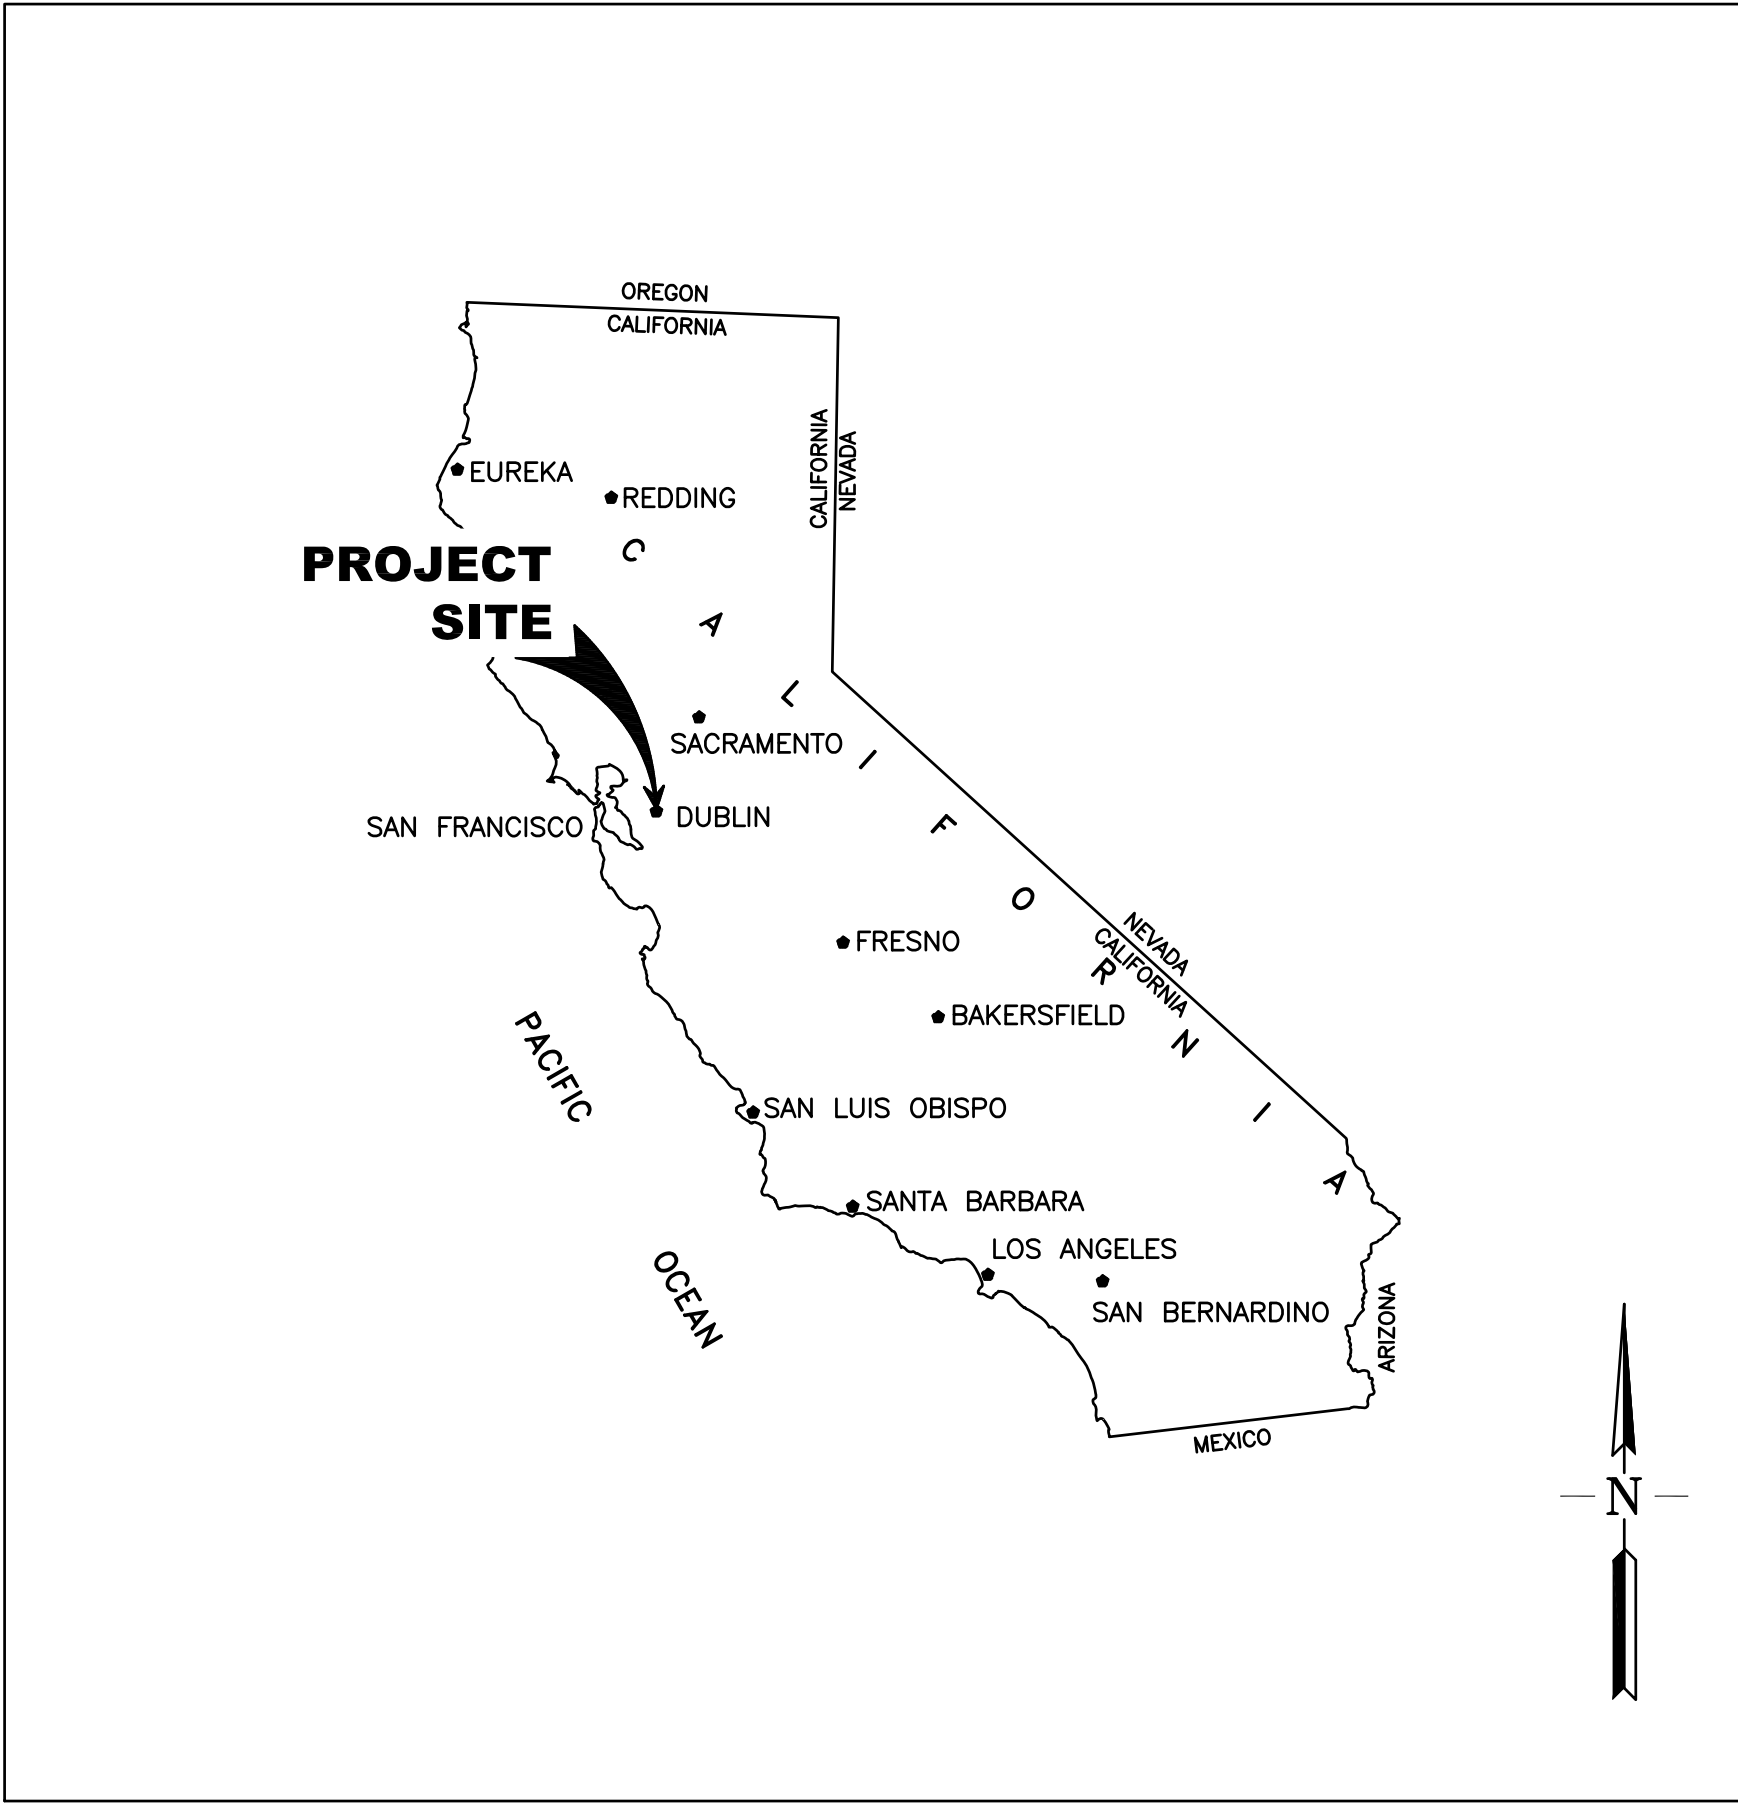 OREGON
CALIFORNIA
CALIFORNIA
NEVADA
EUREKA
REDDING
PROJECT
SITE
CALIFORNIA
SACRAMENTO
DUBLIN
SAN FRANCISCO
NEVADA
CALIFORNIA
FRESNO
BAKERSFIELD
PACIFIC
OCEAN
SAN LUIS OBISPO
SANTA BARBARA
LOS ANGELES
SAN BERNARDINO
ARIZONA
MEXICO
N